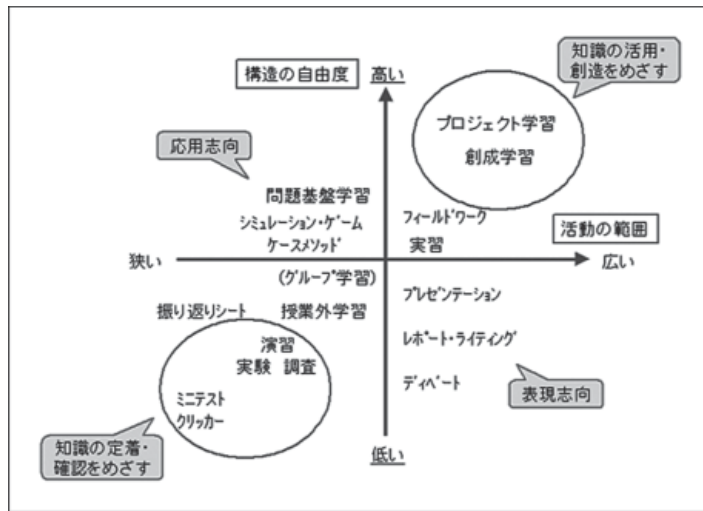 知識の活用・
創造をめざす
構造の自由度
高い
プロジェクト学習
創成学習
応用志向
問題基盤学習
シミュレーション・ゲーム
ケースメソッド
フィールドワーク
実習
活動の範囲
狭い
広い
(グループ学習)
プレゼンテーション
振り返りシート
授業外学習
レポート・ライティング
演習
実験 調査
ディベート
ミニテスト
クリッカー
表現志向
知識の定着・
確認をめざす
低い